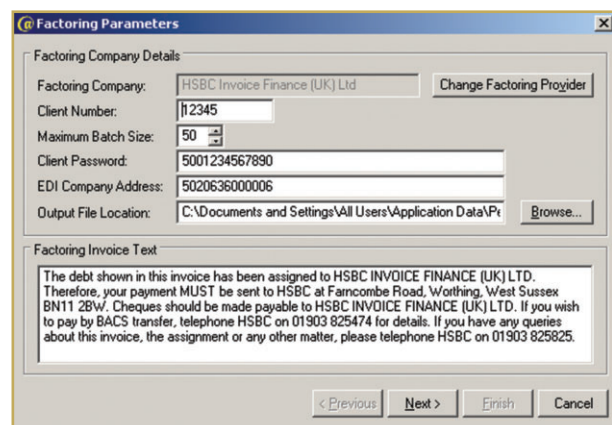 @ Factoring Parameters
Factoring Company Details
Factoring Company: HSBC Invoice Finance (UK) Ltd Change Factoring Provider
Client Number: 12345
Maximum Batch Size: 50
Client Password: 5001234567890
EDI Company Address: 5020636000006
Output File Location: C:\Documents and Settings\All Users\Application Data\Pe Browse...
Factoring Invoice Text
The debt shown in this invoice has been assigned to HSBC INVOICE FINANCE (UK) LTD.
Therefore, your payment MUST be sent to HSBC at Farncombe Road, Worthing, West Sussex
BN11 2BW. Cheques should be made payable to HSBC INVOICE FINANCE (UK) LTD. If you wish
to pay by BACS transfer, telephone HSBC on 01903 825474 for details. If you have any queries
about this invoice, the assignment or any other matter, please telephone HSBC on 01903 825825.
< Previous Next > Finish Cancel